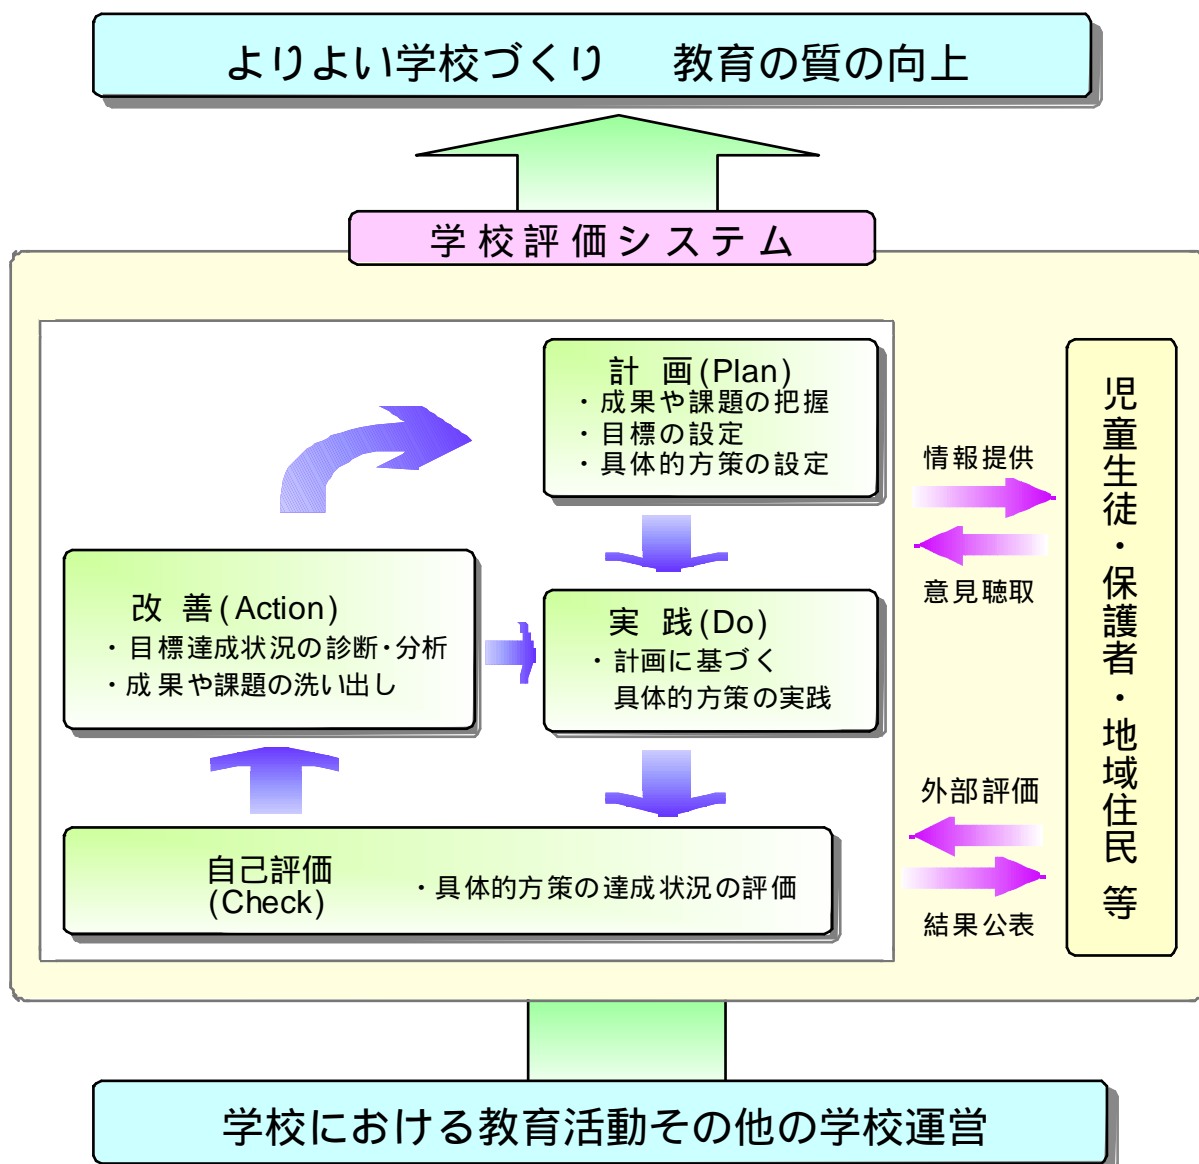 よりよい学校づくり　教育の質の向上
学校評価システム
計 画(Plan)
・成果や課題の把握
・目標の設定
・具体的方策の設定
改 善(Action)
・目標達成状況の診断・分析
・成果や課題の洗い出し
実 践(Do)
・計画に基づく
具体的方策の実践
自己評価
(Check)
・具体的方策の達成状況の評価
情報提供
意見聴取
外部評価
結果公表
児童生徒・保護者・地域住民 等
学校における教育活動その他の学校運営